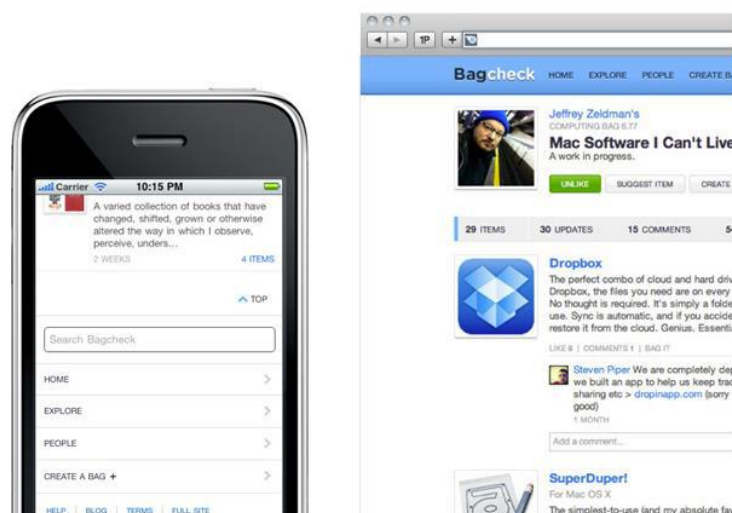 Carrier 10:15 PM
A varied collection of books that have
changed, shifted, grown or otherwise
altered the way in which I observe,
perceive, unders...
2 WEEKS 4 ITEMS
TOP
Search Bagcheck
HOME
EXPLORE
PEOPLE
CREATE A BAG +
HELP | BLOG | TERMS | FULL SITE
1P +
Bagcheck HOME EXPLORE PEOPLE CREATE BA
Jeffrey Zeldman's
COMPUTING BAG 6.77
Mac Software I Can't Live
A work in progress.
UNLIKE SUGGEST ITEM CREATE
29 ITEMS 30 UPDATES 15 COMMENTS 54
Dropbox
The perfect combo of cloud and hard driv
Dropbox, the files you need are on every
No thought is required. It's simply a folde
use. Sync is automatic, and if you accide
restore it from the cloud. Genius. Essenti
LIKE 6 | COMMENTS 1 | BAG IT
Steven Piper We are completely dep
we built an app to help us keep trac
sharing etc > dropinapp.com (sorry
good)
1 MONTH
Add a comment...
SuperDuper!
For Mac OS X
The simplest-to-use (and my absolute fav